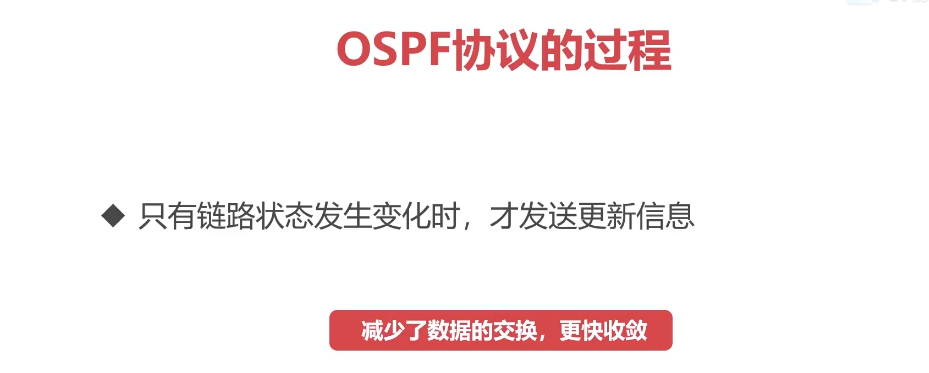 OSPF协议的过程
只有链路状态发生变化时，才发送更新信息
减少了数据的交换，更快收敛